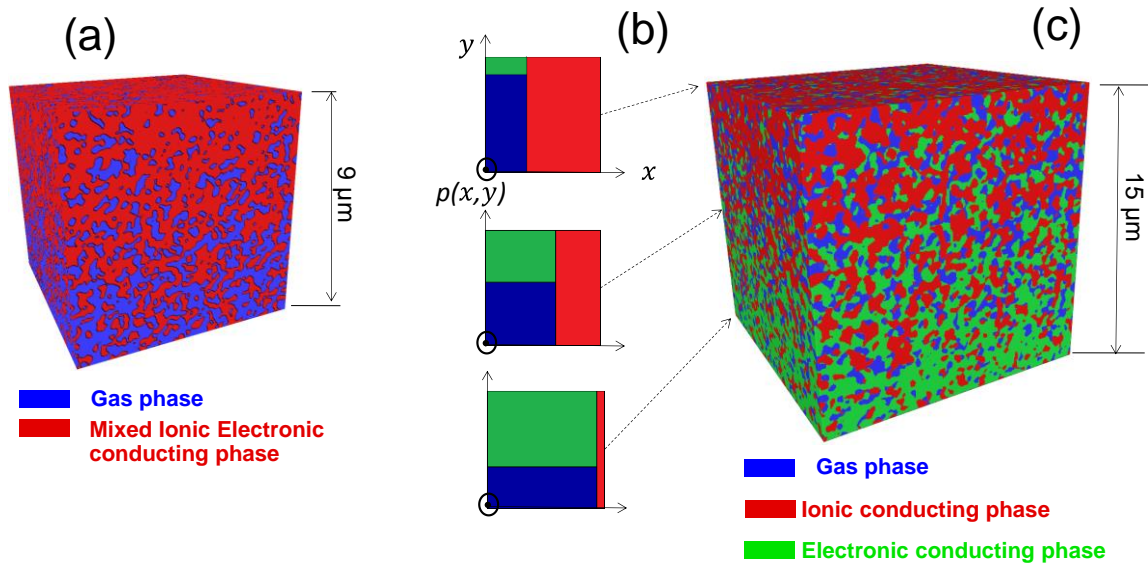 (a)
(b)
(c)
y
x
p(x,y)
9 μm
15 μm
Gas phase
Mixed Ionic Electronic
conducting phase
Gas phase
Ionic conducting phase
Electronic conducting phase